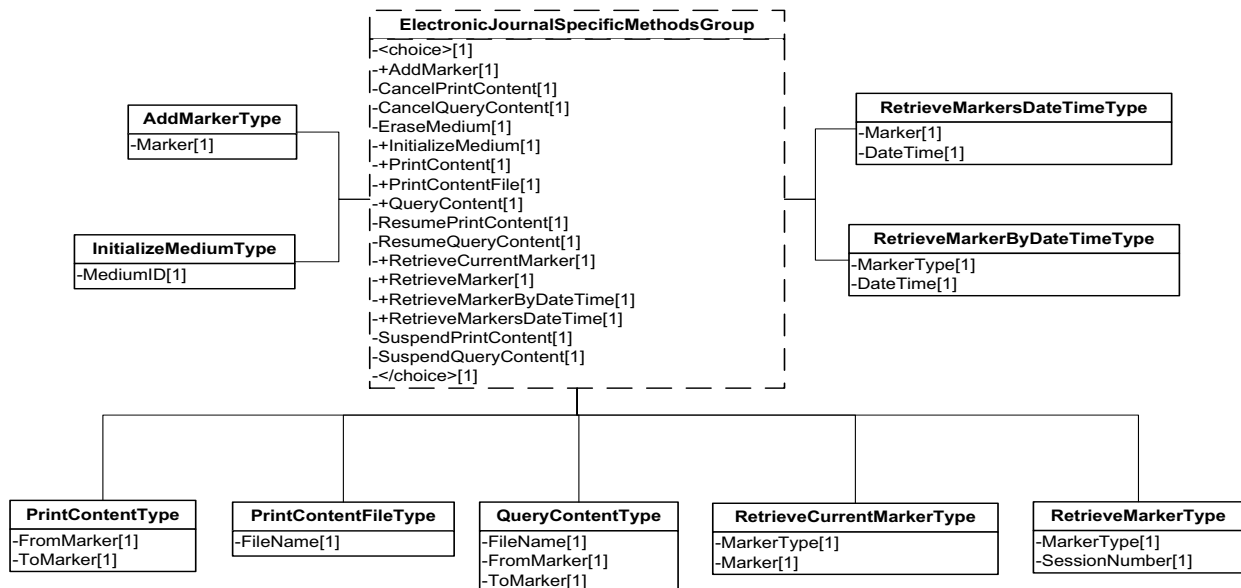 ElectronicJournalSpecificMethodsGroup
-<choice>[1]
-+AddMarker[1]
-CancelPrintContent[1]
-CancelQueryContent[1]
-EraseMedium[1]
-+InitializeMedium[1]
-+PrintContent[1]
-+PrintContentFile[1]
-+QueryContent[1]
-ResumePrintContent[1]
-ResumeQueryContent[1]
-+RetrieveCurrentMarker[1]
-+RetrieveMarker[1]
-+RetrieveMarkerByDateTime[1]
-+RetrieveMarkersDateTime[1]
-SuspendPrintContent[1]
-SuspendQueryContent[1]
-</choice>[1]
AddMarkerType
-Marker[1]
InitializeMediumType
-MediumID[1]
RetrieveMarkersDateTimeType
-Marker[1]
-DateTime[1]
RetrieveMarkerByDateTimeType
-MarkerType[1]
-DateTime[1]
PrintContentType
-FromMarker[1]
-ToMarker[1]
PrintContentFileType
-FileName[1]
QueryContentType
-FileName[1]
-FromMarker[1]
-ToMarker[1]
RetrieveCurrentMarkerType
-MarkerType[1]
-Marker[1]
RetrieveMarkerType
-MarkerType[1]
-SessionNumber[1]